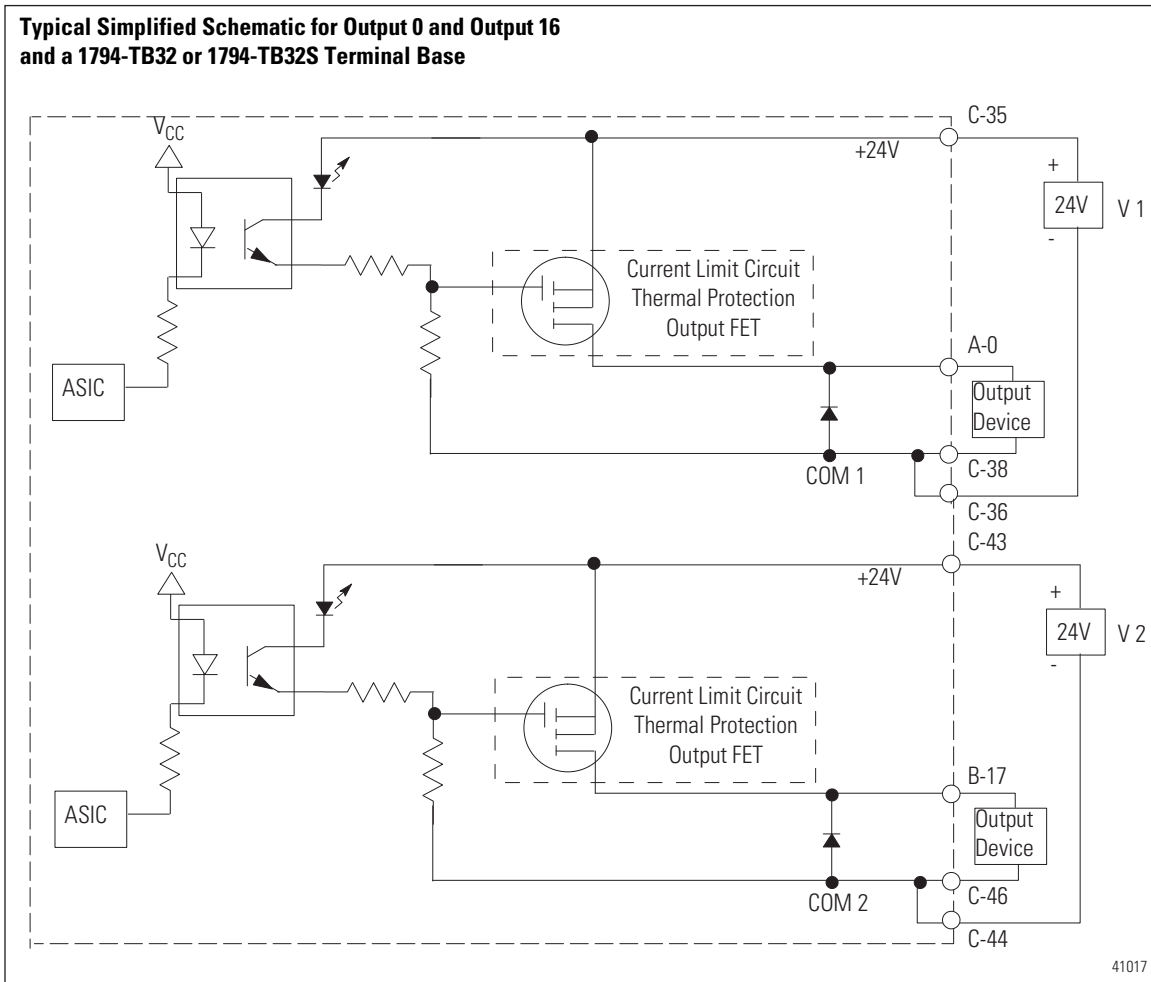 Typical Simplified Schematic for Output 0 and Output 16
and a 1794-TB32 or 1794-TB32S Terminal Base
C-35
VCC
+24V
+
24V
V 1
-
Current Limit Circuit
Thermal Protection
Output FET
A-0
ASIC
Output
Device
COM 1
C-38
C-36
C-43
VCC
+24V
+
24V
V 2
-
Current Limit Circuit
Thermal Protection
Output FET
B-17
ASIC
Output
Device
COM 2
C-46
C-44
41017